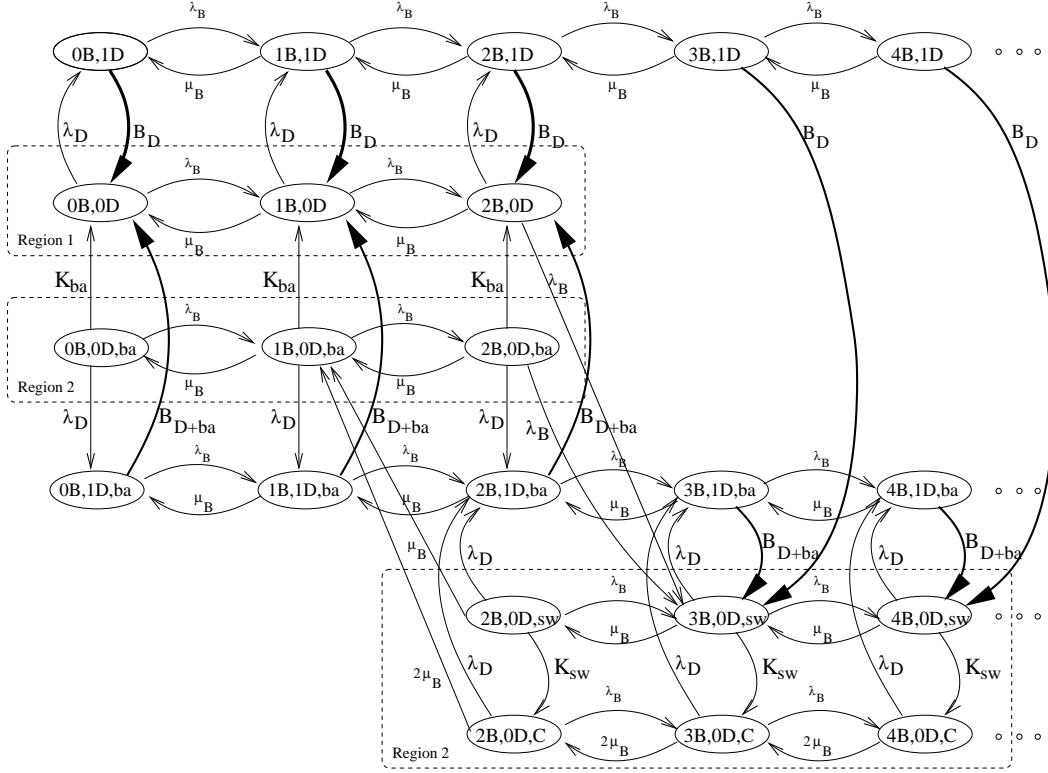 λB λB λB λB
0B,1D 1B,1D 2B,1D 3B,1D 4B,1D ° ° °
μB μB μB μB
λD BD λD BD λD BD BD BD
λB λB
0B,0D 1B,0D 2B,0D
Region 1 μB μB
Kba Kba Kba λB
λB λB
0B,0D,ba 1B,0D,ba 2B,0D,ba
Region 2 μB μB
λD BD+ba λD BD+ba λD λB BD+ba
λB λB λB λB
0B,1D,ba 1B,1D,ba 2B,1D,ba 3B,1D,ba 4B,1D,ba ° ° °
μB μB μB μB
μB λD λD BD+ba λD BD+ba
λB λB
2B,0D,sw 3B,0D,sw 4B,0D,sw ° ° °
μB μB
2μB λD Ksw λD Ksw λD Ksw
λB λB
2B,0D,C 3B,0D,C 4B,0D,C ° ° °
Region 2 2μB 2μB